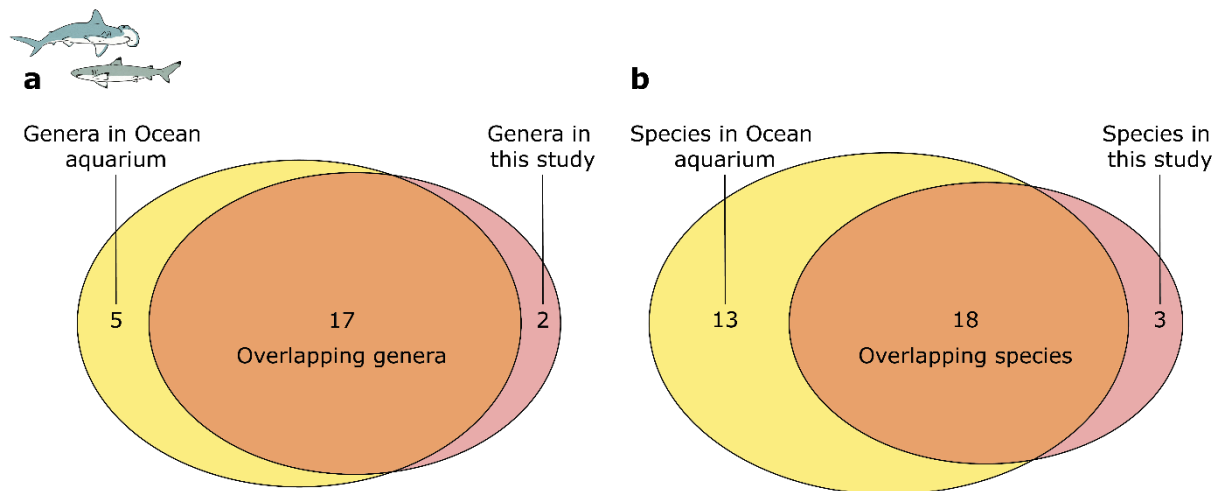 a
Genera in Ocean
aquarium
Genera in
this study
5
17
2
Overlapping genera
b
Species in Ocean
aquarium
Species in
this study
13
18
3
Overlapping species